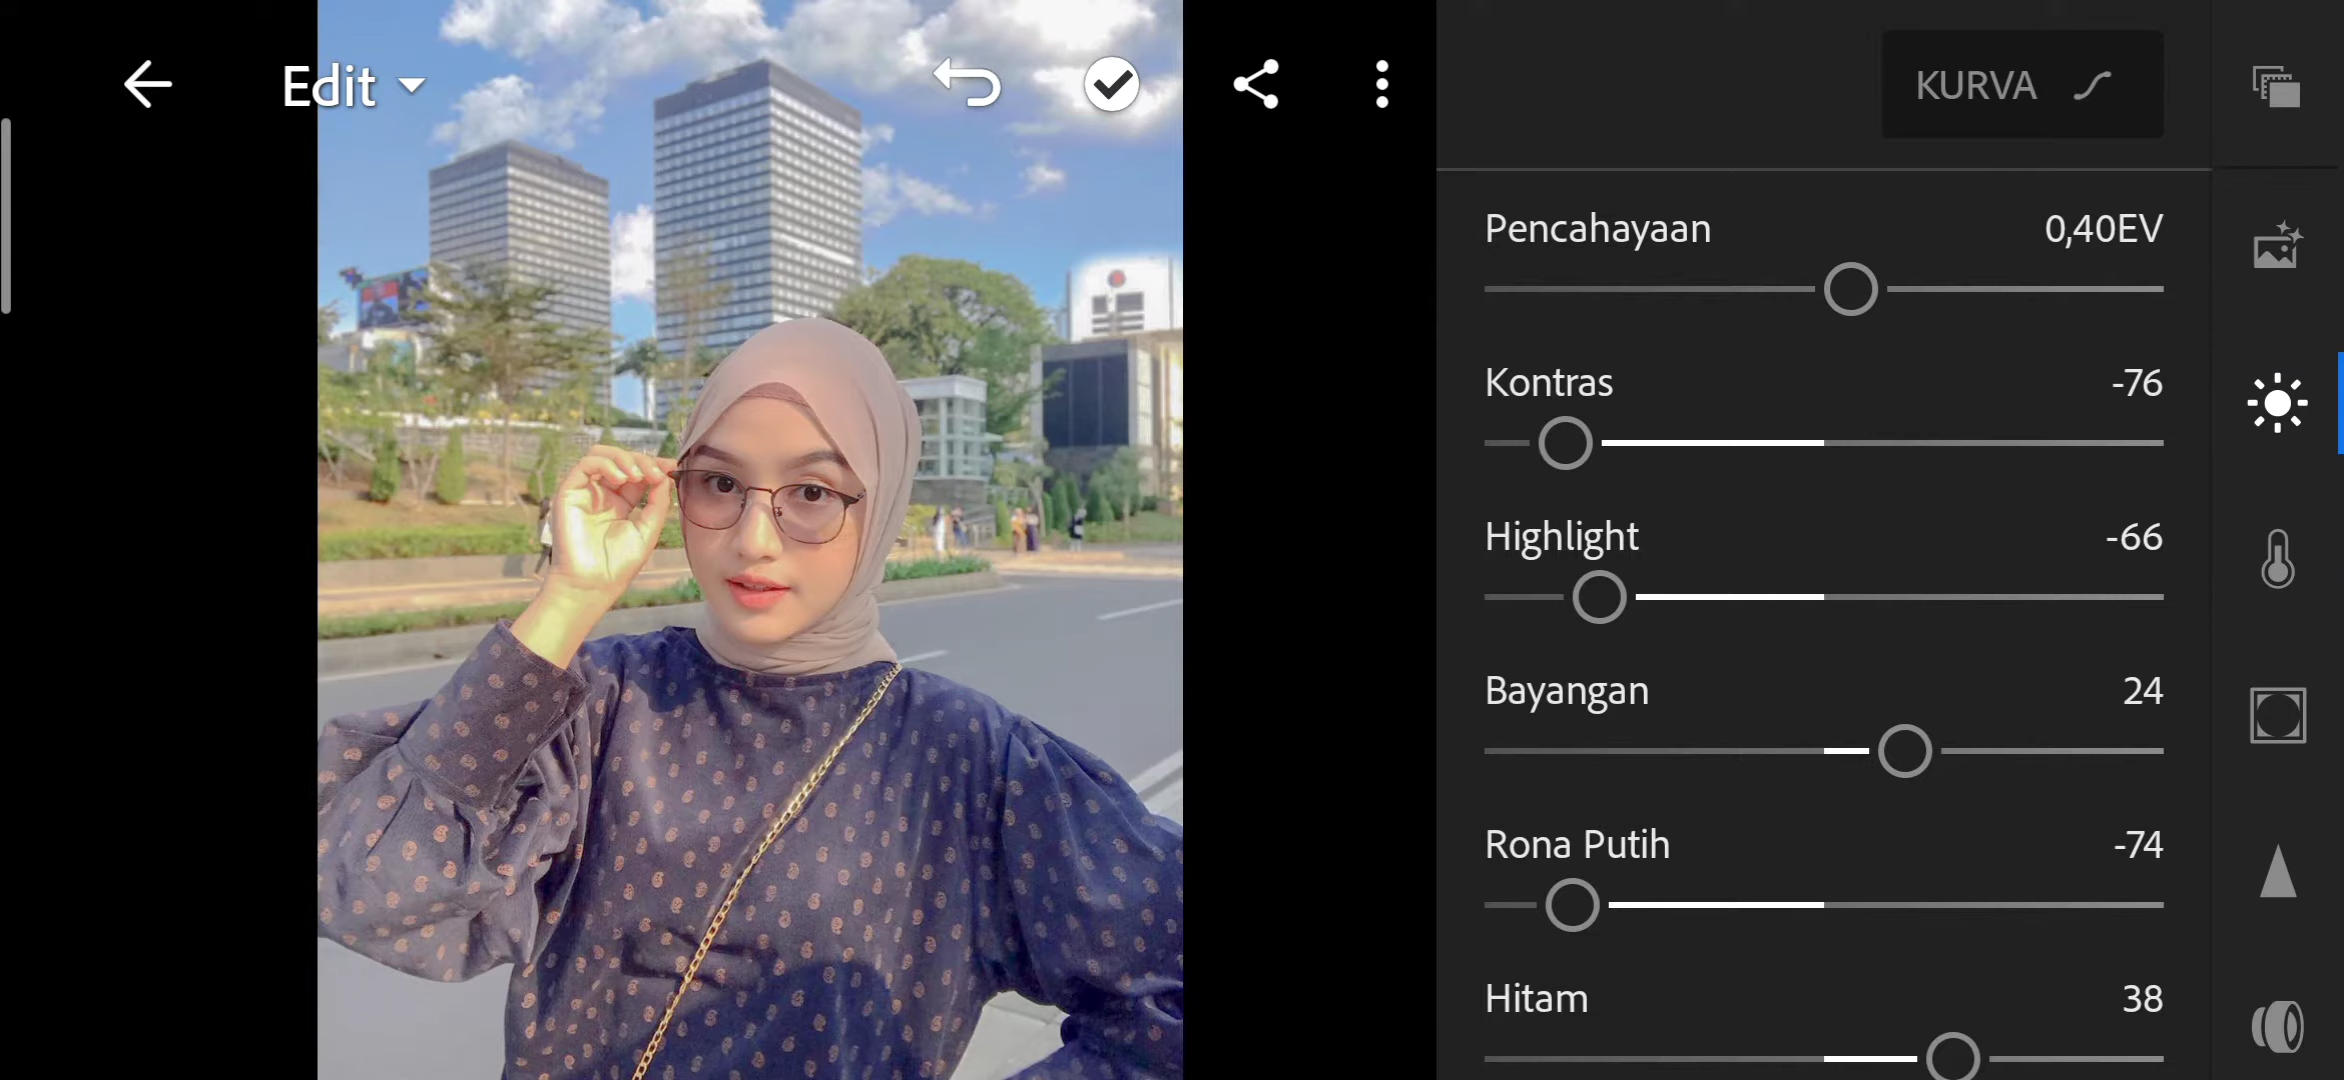 Edit
KURVA
Pencahayaan 0,40EV
Kontras -76
Highlight -66
Bayangan 24
Rona Putih -74
Hitam 38